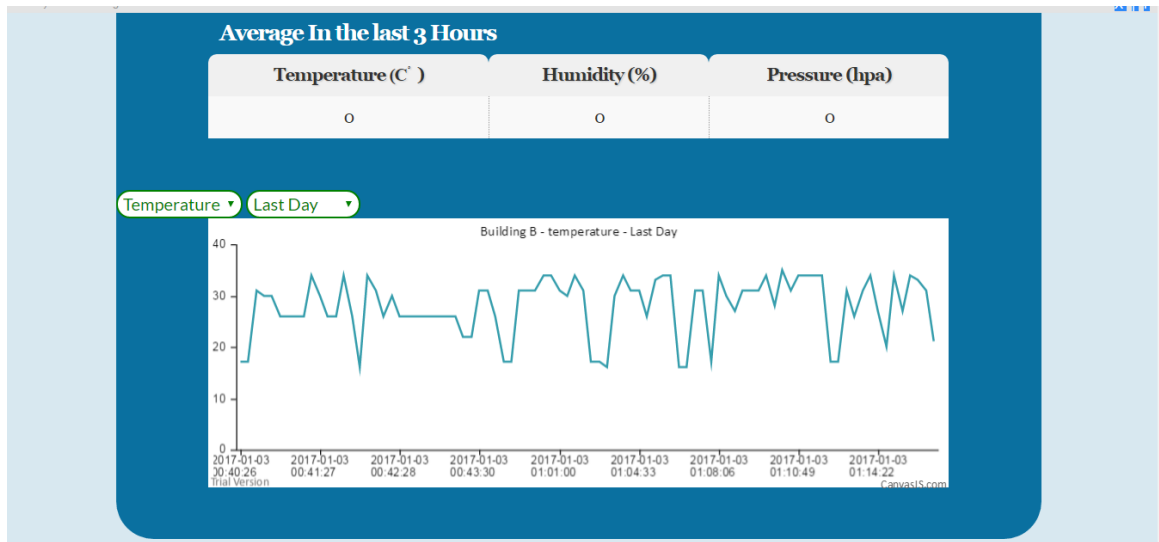 Average In the last 3 Hours
Temperature (C° ) Humidity (%) Pressure (hpa)
0 0 0
Temperature ▼ Last Day ▼
Building B - temperature - Last Day
40
30
20
10
0
2017-01-03 2017-01-03 2017-01-03 2017-01-03 2017-01-03 2017-01-03 2017-01-03 2017-01-03 2017-01-03
00:40:26 00:41:27 00:42:28 00:43:30 01:01:00 01:04:33 01:08:06 01:10:49 01:14:22
Trial Version CanvasJS.com